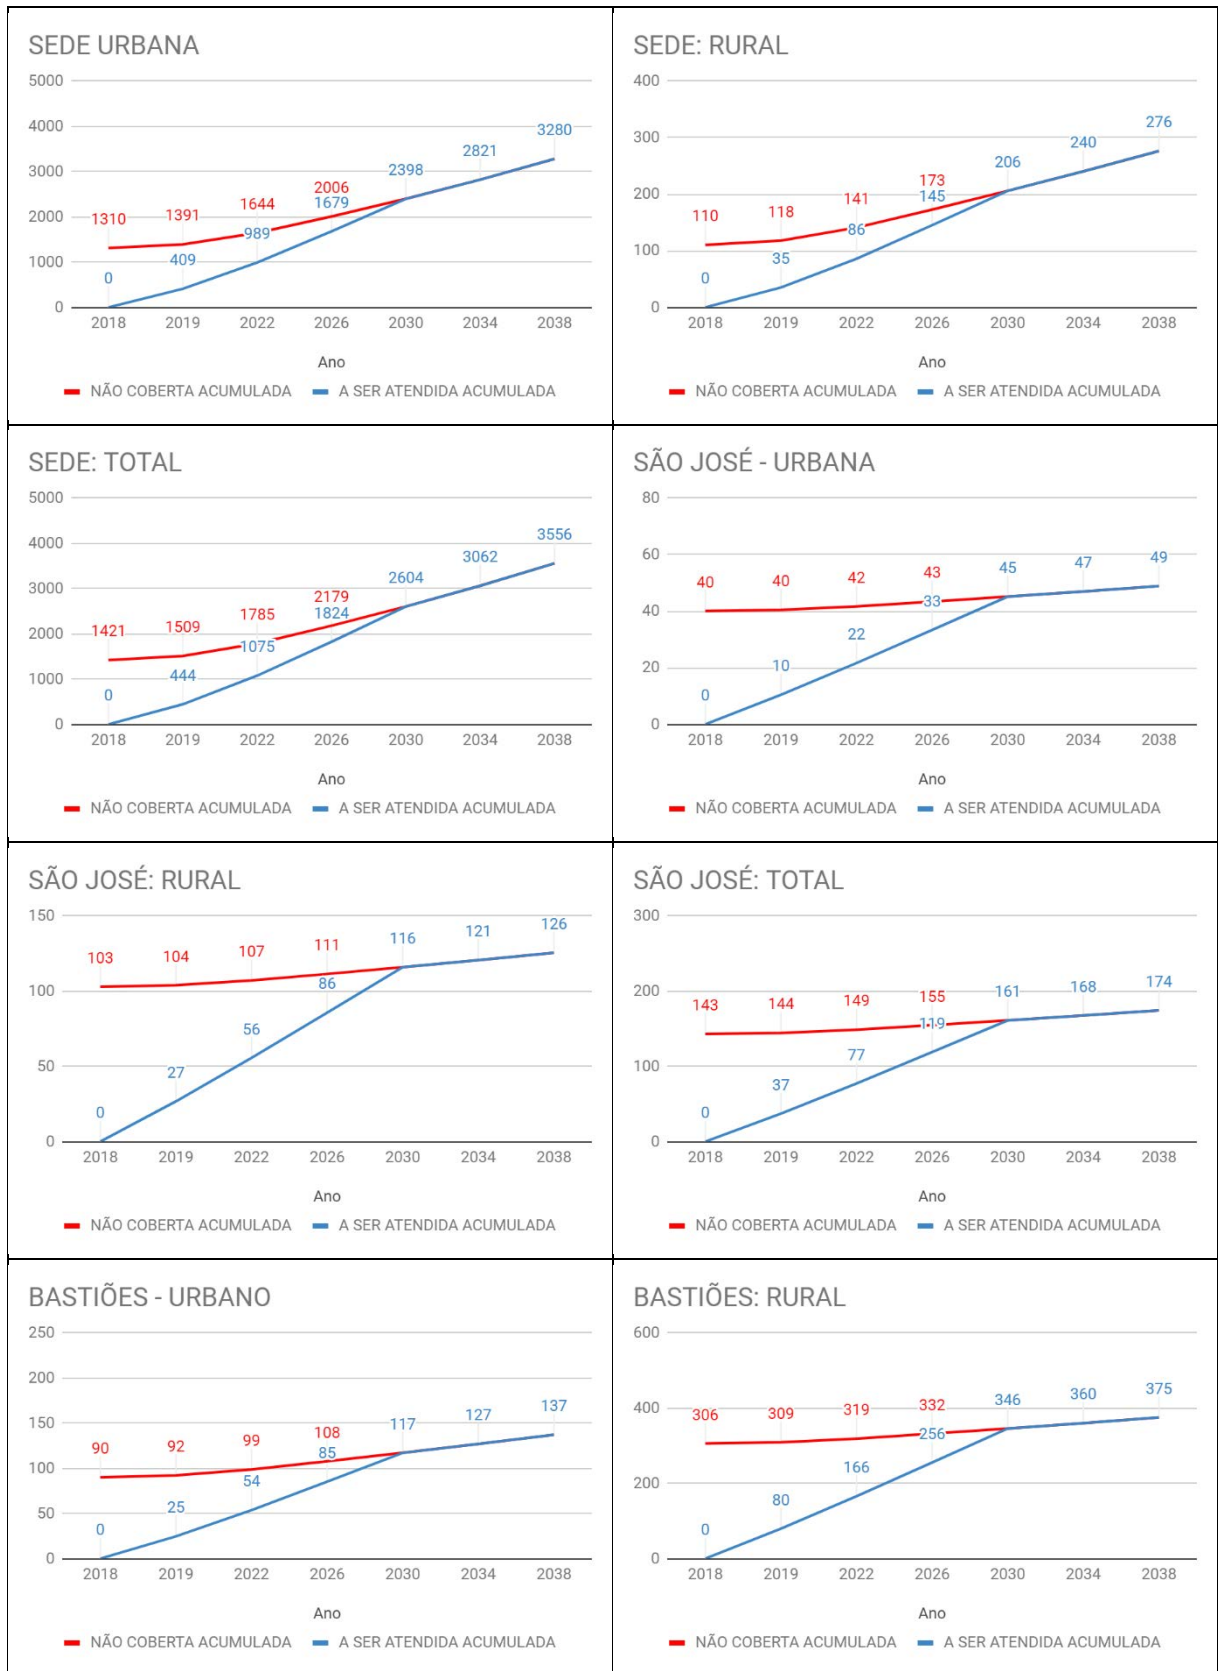 SEDE URBANA
5000
4000
3000
2000
1000
0
1310 1391 1644 2006 2398 2821 3280
0 409 989 1679
2018 2019 2022 2026 2030 2034 2038
Ano
NÃO COBERTA ACUMULADA A SER ATENDIDA ACUMULADA
SEDE: RURAL
400
300
200
100
0
110 118 141 173 206 240 276
0 35 86 145
2018 2019 2022 2026 2030 2034 2038
Ano
NÃO COBERTA ACUMULADA A SER ATENDIDA ACUMULADA
SEDE: TOTAL
5000
4000
3000
2000
1000
0
1421 1509 1785 2179 2604 3062 3556
0 444 1075 1824
2018 2019 2022 2026 2030 2034 2038
Ano
NÃO COBERTA ACUMULADA A SER ATENDIDA ACUMULADA
SÃO JOSÉ - URBANA
80
60
40
20
0
40 40 42 43 45 47 49
0 10 22 33
2018 2019 2022 2026 2030 2034 2038
Ano
NÃO COBERTA ACUMULADA A SER ATENDIDA ACUMULADA
SÃO JOSÉ: RURAL
150
100
50
0
103 104 107 111 116 121 126
0 27 56 86
2018 2019 2022 2026 2030 2034 2038
Ano
NÃO COBERTA ACUMULADA A SER ATENDIDA ACUMULADA
SÃO JOSÉ: TOTAL
300
200
100
0
143 144 149 155 161 168 174
0 37 77 119
2018 2019 2022 2026 2030 2034 2038
Ano
NÃO COBERTA ACUMULADA A SER ATENDIDA ACUMULADA
BASTIÕES - URBANO
250
200
150
100
50
0
90 92 99 108 117 127 137
0 25 54 85
2018 2019 2022 2026 2030 2034 2038
Ano
NÃO COBERTA ACUMULADA A SER ATENDIDA ACUMULADA
BASTIÕES: RURAL
600
400
200
0
306 309 319 332 346 360 375
0 80 166 256
2018 2019 2022 2026 2030 2034 2038
Ano
NÃO COBERTA ACUMULADA A SER ATENDIDA ACUMULADA